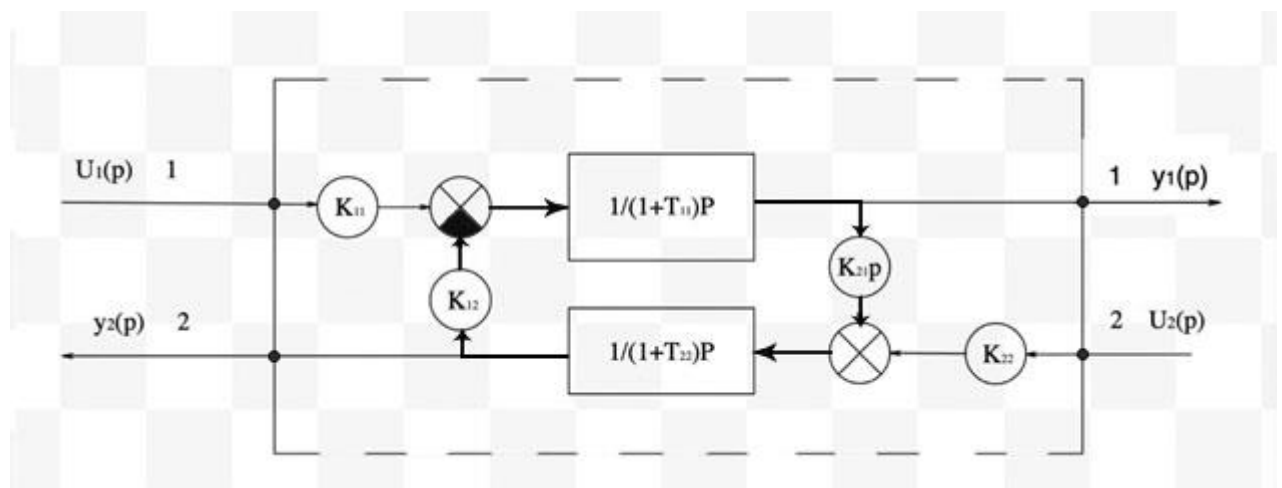 U₁(p) 1
K₁₁
1/(1+T₁₁)P
1 y₁(p)
K₂₁p
y₂(p) 2
K₁₂
1/(1+T₂₂)P
K₂₂
2 U₂(p)